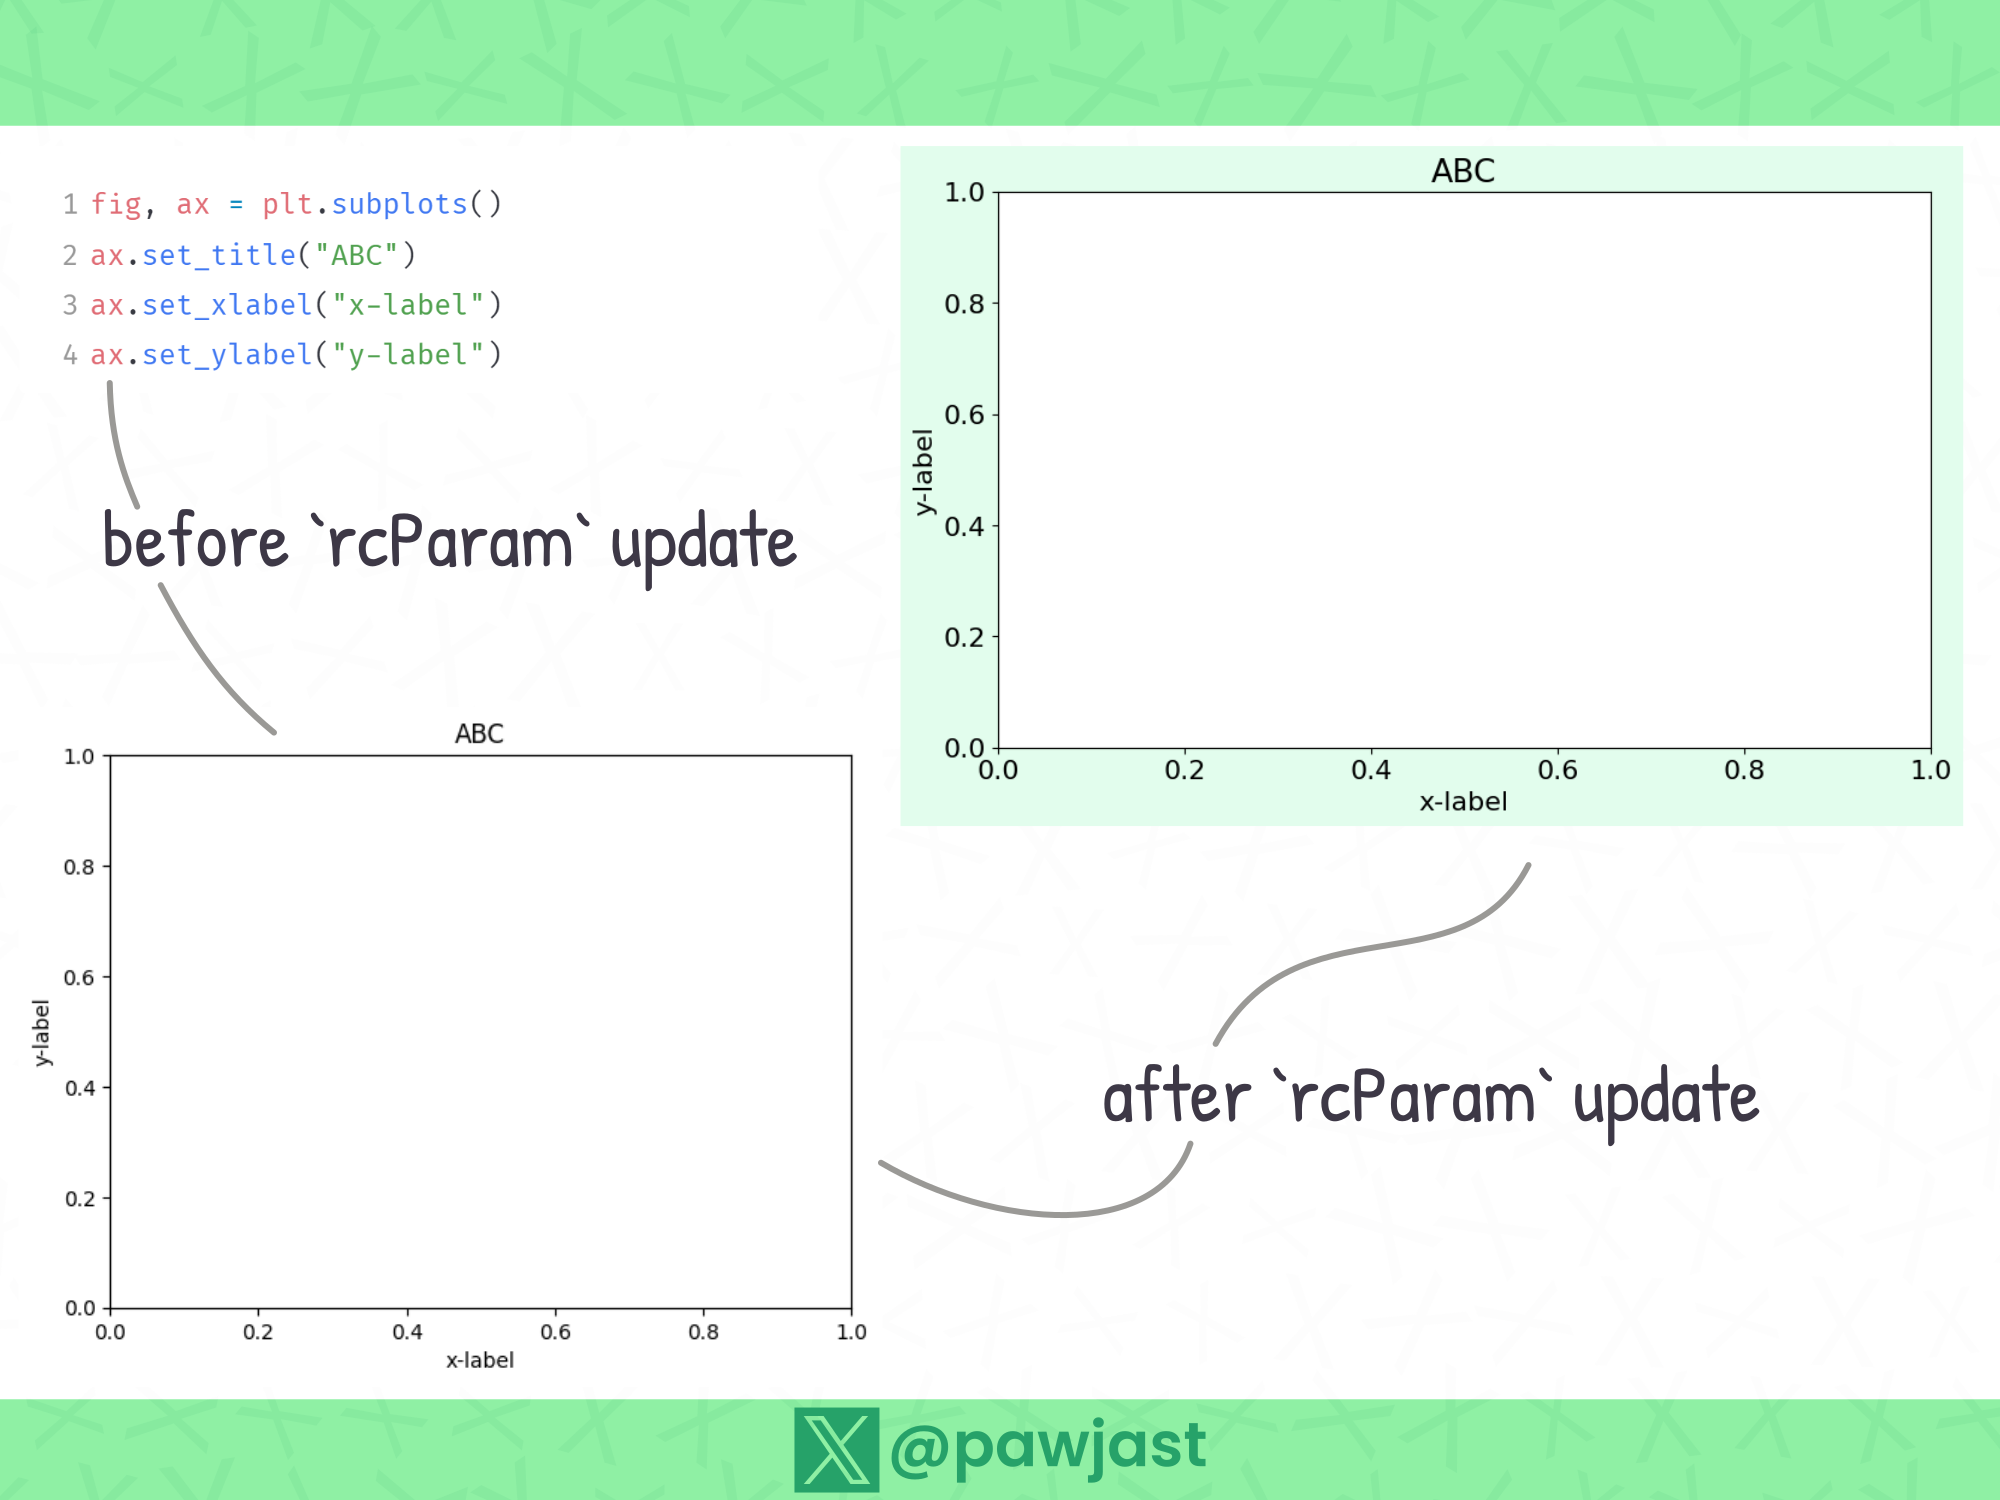 1 fig, ax = plt.subplots()
2 ax.set_title("ABC")
3 ax.set_xlabel("x-label")
4 ax.set_ylabel("y-label")
before `rcParam` update
ABC
1.0
0.8
0.6
0.4
0.2
0.0
y-label
0.0 0.2 0.4 0.6 0.8 1.0
x-label
ABC
1.0
0.8
0.6
0.4
0.2
0.0
y-label
0.0 0.2 0.4 0.6 0.8 1.0
x-label
after `rcParam` update
@pawjast